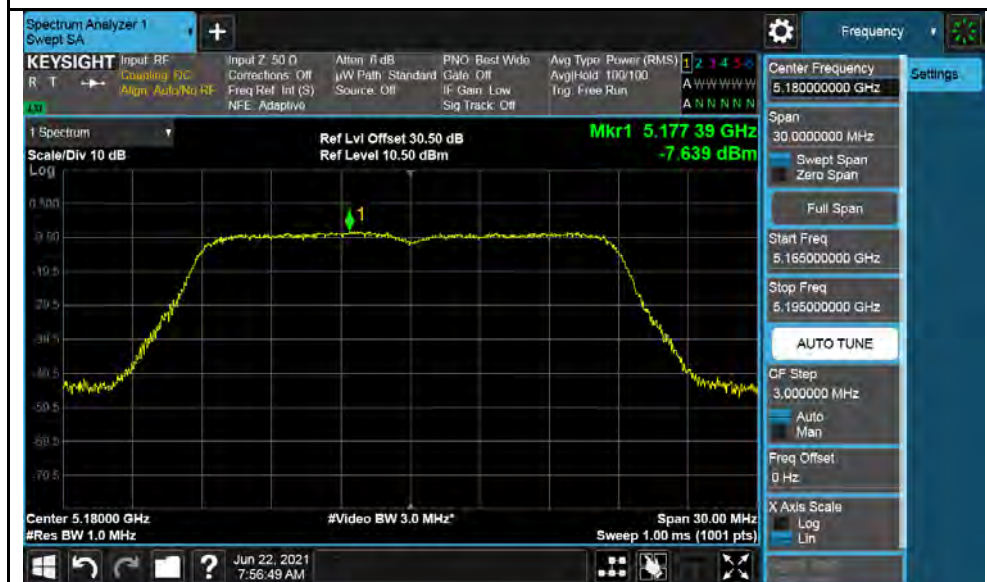 Spectrum Analyzer 1
Swept SA
+
Frequency
KEYSIGHT
R T
Input: RF
Coupling: DC
Align: Auto/No RF
Input Z: 50 Ω
Corrections: Off
Freq Ref: Int (S)
NFE: Adaptive
Atten: 6 dB
µW Path: Standard
Source: Off
PNO: Best Wide
Gate: Off
IF Gain: Low
Sig Track: Off
Avg Type: Power (RMS)
Avg|Hold: 100/100
Trig: Free Run
1 2 3 4 5 6
A W W W W W
A N N N N N
1 Spectrum
Scale/Div 10 dB
Log
Ref Lvl Offset 30.50 dB
Ref Level 10.50 dBm
Mkr1 5.177 39 GHz
-7.639 dBm
1
0.500
-9.50
-19.5
-29.5
-39.5
-49.5
-59.5
-69.5
-79.5
Center 5.18000 GHz
#Res BW 1.0 MHz
#Video BW 3.0 MHz*
Span 30.00 MHz
Sweep 1.00 ms (1001 pts)
Center Frequency
5.180000000 GHz
Span
30.0000000 MHz
Swept Span
Zero Span
Full Span
Start Freq
5.165000000 GHz
Stop Freq
5.195000000 GHz
AUTO TUNE
CF Step
3.000000 MHz
Auto
Man
Freq Offset
0 Hz
X Axis Scale
Log
Lin
Settings
?
Jun 22, 2021
7:56:49 AM